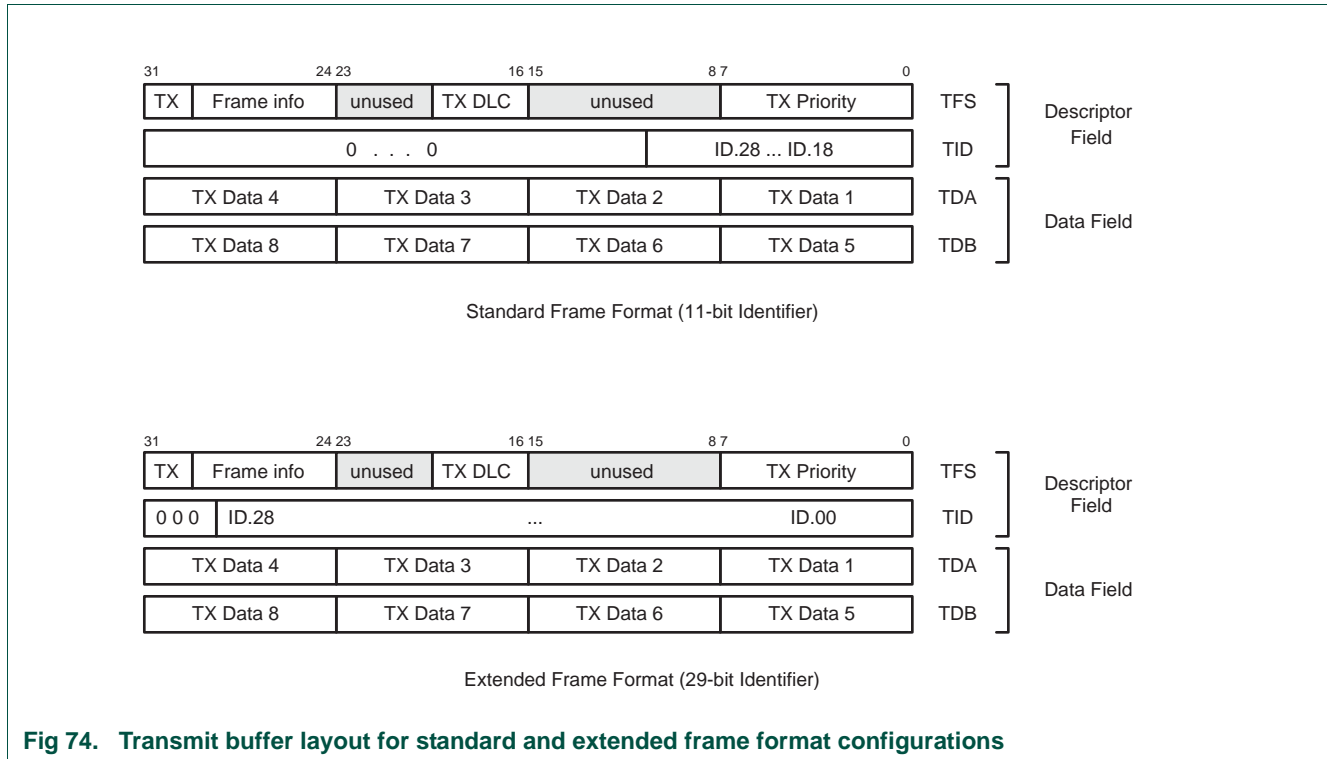 31 24 23 16 15 8 7 0
TX Frame info unused TX DLC unused TX Priority TFS
Descriptor
Field
0 . . . 0 ID.28 ... ID.18 TID
TX Data 4 TX Data 3 TX Data 2 TX Data 1 TDA
Data Field
TX Data 8 TX Data 7 TX Data 6 TX Data 5 TDB
Standard Frame Format (11-bit Identifier)
31 24 23 16 15 8 7 0
TX Frame info unused TX DLC unused TX Priority TFS
Descriptor
Field
0 0 0 ID.28 ... ID.00 TID
TX Data 4 TX Data 3 TX Data 2 TX Data 1 TDA
Data Field
TX Data 8 TX Data 7 TX Data 6 TX Data 5 TDB
Extended Frame Format (29-bit Identifier)
Fig 74. Transmit buffer layout for standard and extended frame format configurations